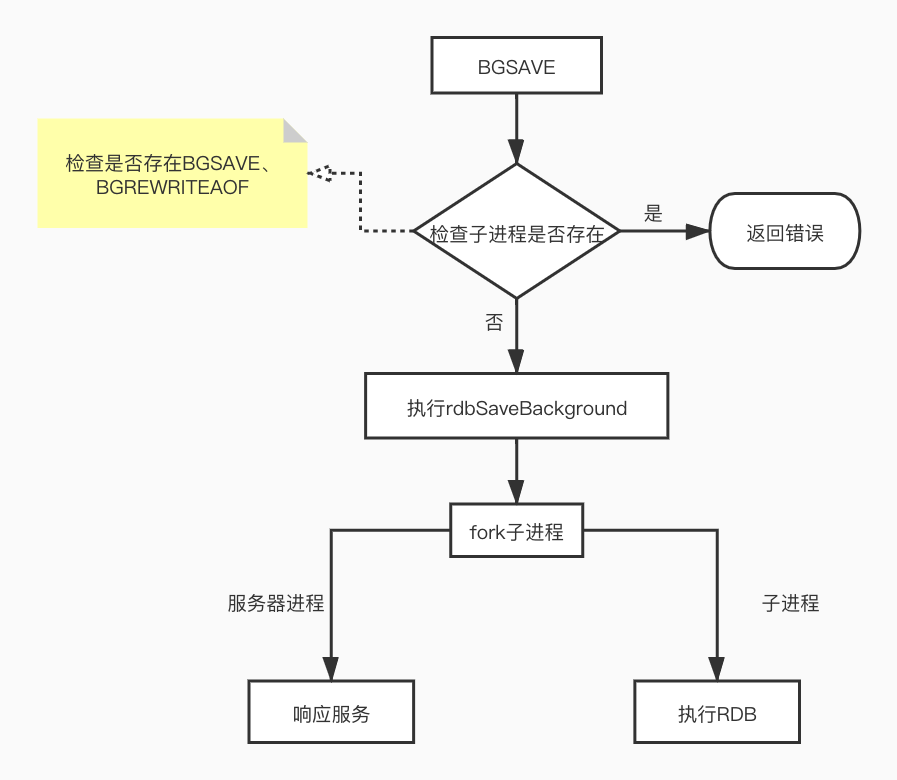 BGSAVE
检查是否存在BGSAVE、
BGREWRITEAOF
检查子进程是否存在
是
返回错误
否
执行rdbSaveBackground
fork子进程
服务器进程
子进程
响应服务
执行RDB